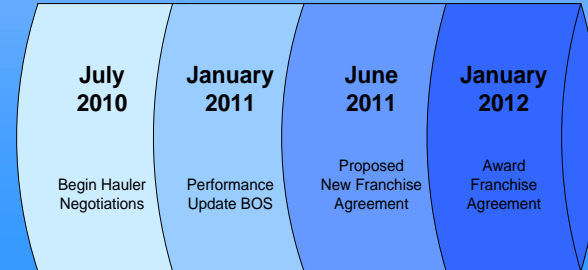 July
2010
Begin Hauler
Negotiations
January
2011
Performance
Update BOS
June
2011
Proposed
New Franchise
Agreement
January
2012
Award
Franchise
Agreement